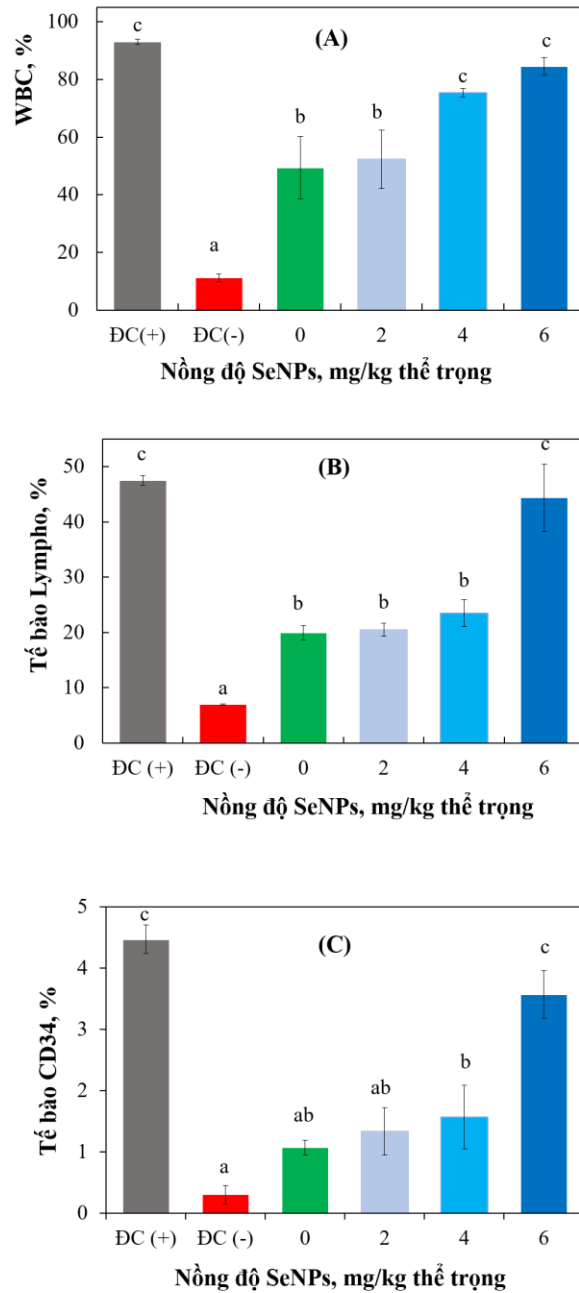 WBC, %
100
80
60
40
20
0
(A)
c
a
b
b
c
c
ĐC(+) ĐC(-) 0 2 4 6
Nồng độ SeNPs, mg/kg thể trọng
Tế bào Lympho, %
50
40
30
20
10
0
(B)
c
a
b
b
b
c
ĐC (+) ĐC (-) 0 2 4 6
Nồng độ SeNPs, mg/kg thể trọng
Tế bào CD34, %
5
4
3
2
1
0
(C)
c
a
ab
ab
b
c
ĐC (+) ĐC (-) 0 2 4 6
Nồng độ SeNPs, mg/kg thể trọng